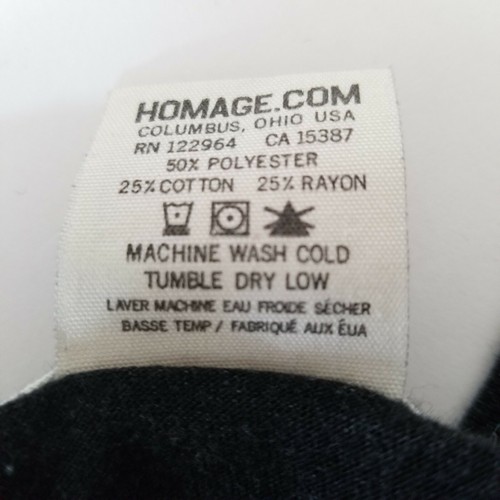 HOMAGE.COM
COLUMBUS, OHIO USA
RN 122964 CA 15387
50% POLYESTER
25% COTTON 25% RAYON
MACHINE WASH COLD
TUMBLE DRY LOW
LAVER MACHINE EAU FROIDE SÉCHER
BASSE TEMP / FABRIQUÉ AUX ÉUA